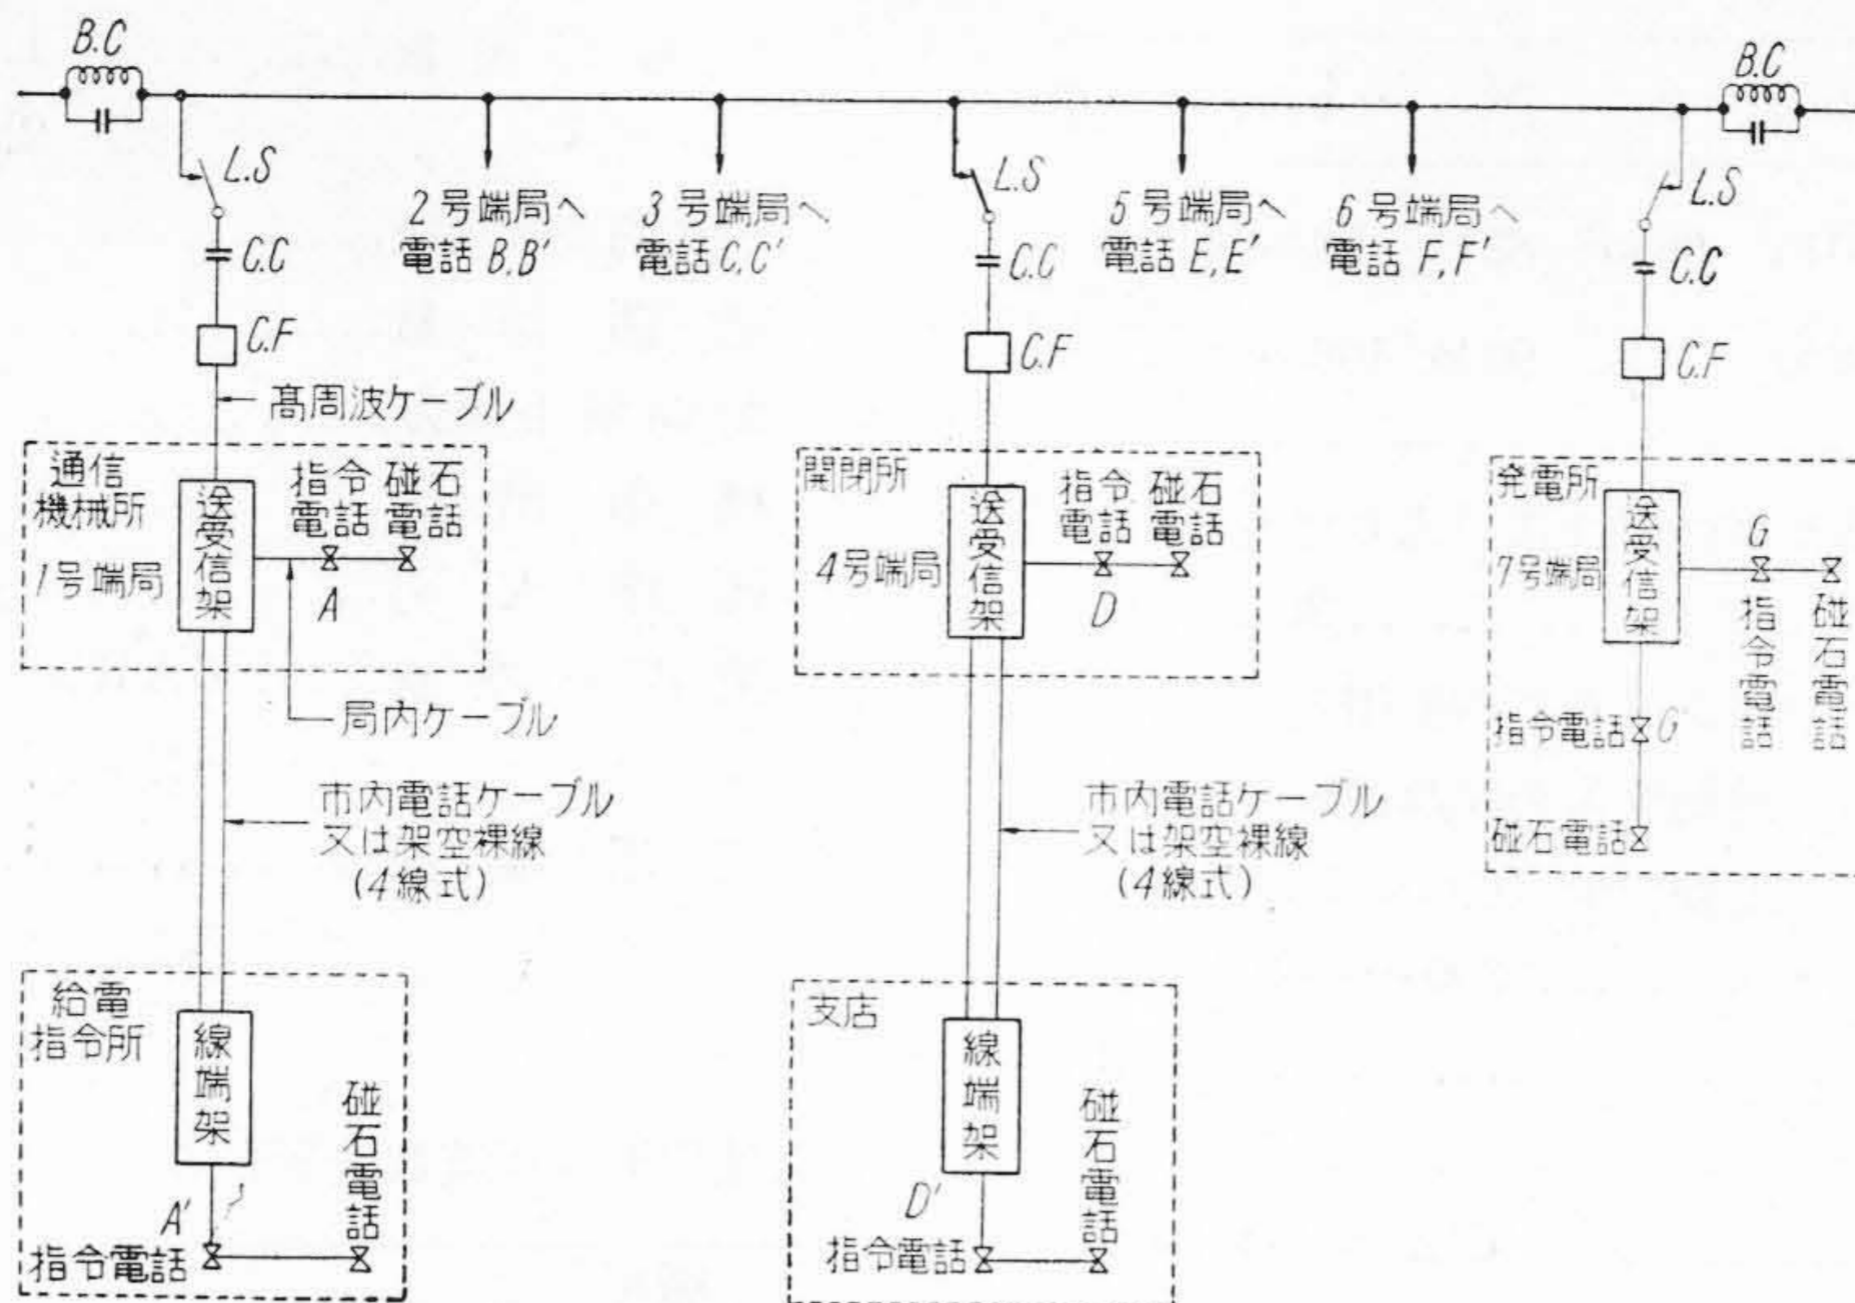 B.C
B.C
L.S
2号端局へ
電話 B,B'
3号端局へ
電話 C,C'
L.S
5号端局へ
電話 E,E'
6号端局へ
電話 F,F'
L.S
C.C
C.C
C.C
C.F
C.F
C.F
高周波ケーブル
通信
機械所
1号端局
送受信架
指令
電話
碰石
電話
A
局内ケーブル
市内電話ケーブル
又は架空裸線
(4線式)
給電
指令所
線端架
A'
指令電話
碰石電話
開閉所
4号端局
送受信架
指令
電話
碰石
電話
D
市内電話ケーブル
又は架空裸線
(4線式)
支店
線端架
D'
指令電話
碰石電話
発電所
7号端局
送受信架
G
指令電話
碰石電話
指令電話
G
碰石電話